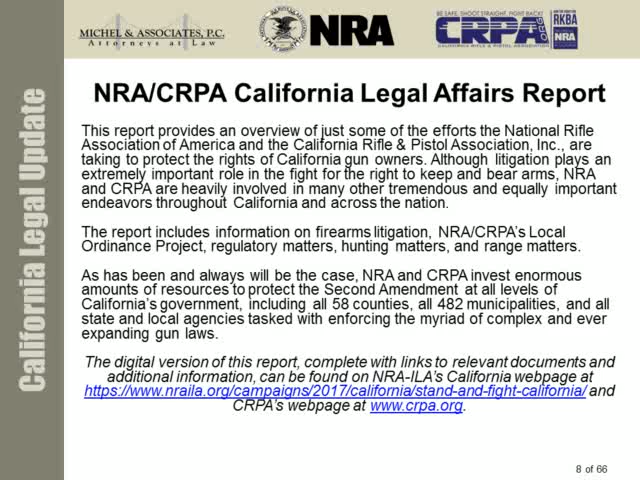 MICHEL & ASSOCIATES, P.C.
Attorneys at Law
NRA
BE SAFE, SHOOT STRAIGHT, FIGHT BACK!
CRPA.ORG
CALIFORNIA RIFLE & PISTOL ASSOCIATION
RKBA
NRA
California Legal Update
NRA/CRPA California Legal Affairs Report
This report provides an overview of just some of the efforts the National Rifle
Association of America and the California Rifle & Pistol Association, Inc., are
taking to protect the rights of California gun owners. Although litigation plays an
extremely important role in the fight for the right to keep and bear arms, NRA
and CRPA are heavily involved in many other tremendous and equally important
endeavors throughout California and across the nation.
The report includes information on firearms litigation, NRA/CRPA's Local
Ordinance Project, regulatory matters, hunting matters, and range matters.
As has been and always will be the case, NRA and CRPA invest enormous
amounts of resources to protect the Second Amendment at all levels of
California's government, including all 58 counties, all 482 municipalities, and all
state and local agencies tasked with enforcing the myriad of complex and ever
expanding gun laws.
The digital version of this report, complete with links to relevant documents and
additional information, can be found on NRA-ILA's California webpage at
https://www.nraila.org/campaigns/2017/california/stand-and-fight-california/ and
CRPA's webpage at www.crpa.org.
8 of 66